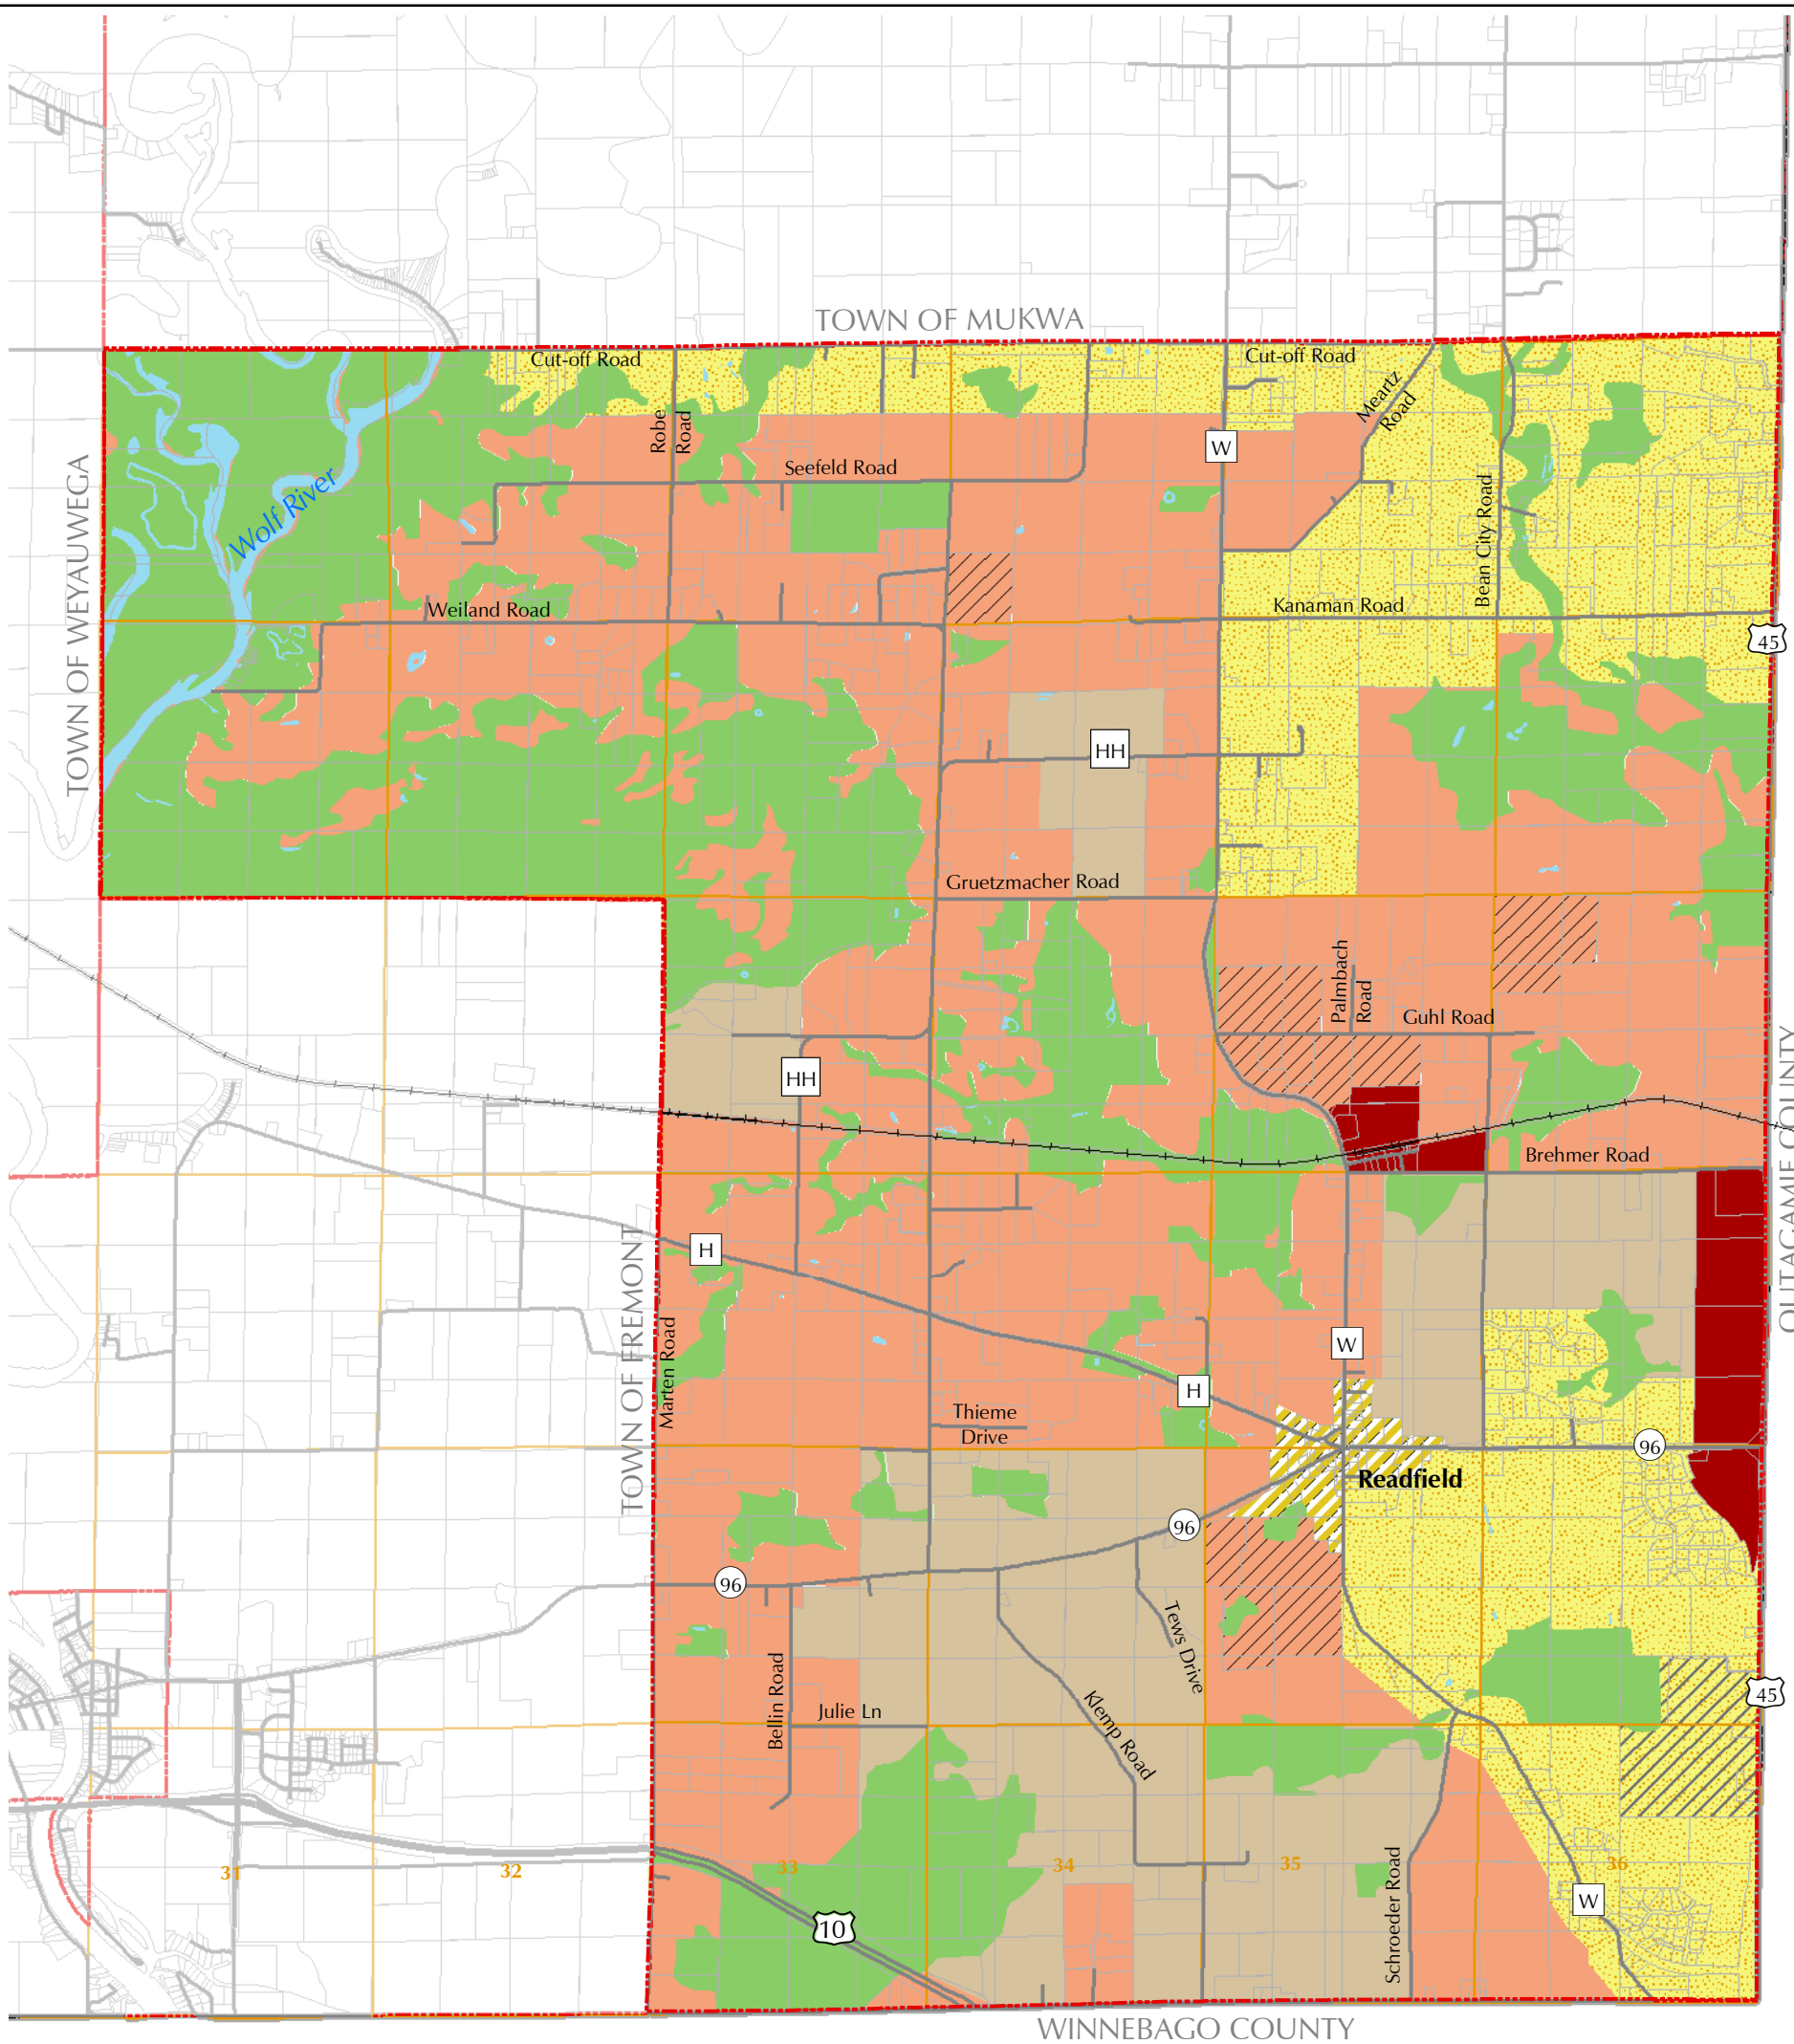 TOWN OF MUKWA
Cut-off Road
Cut-off Road
Meartz
Road
Robe
Road
W
Seefeld Road
TOWN OF WEYAUWEGA
Wolf River
Bean City Road
Weiland Road
Kanaman Road
45
HH
Gruetzmacher Road
Palmbach
Road
Guhl Road
HH
OUTAGAMIE COUNTY
Brehmer Road
H
TOWN OF FREMONT
Marten Road
W
H
Thieme
Drive
96
Readfield
96
96
Tews Drive
Bellin Road
Julie Ln
Klemp Road
45
31
32
33
34
35
36
Schroeder Road
W
10
WINNEBAGO COUNTY